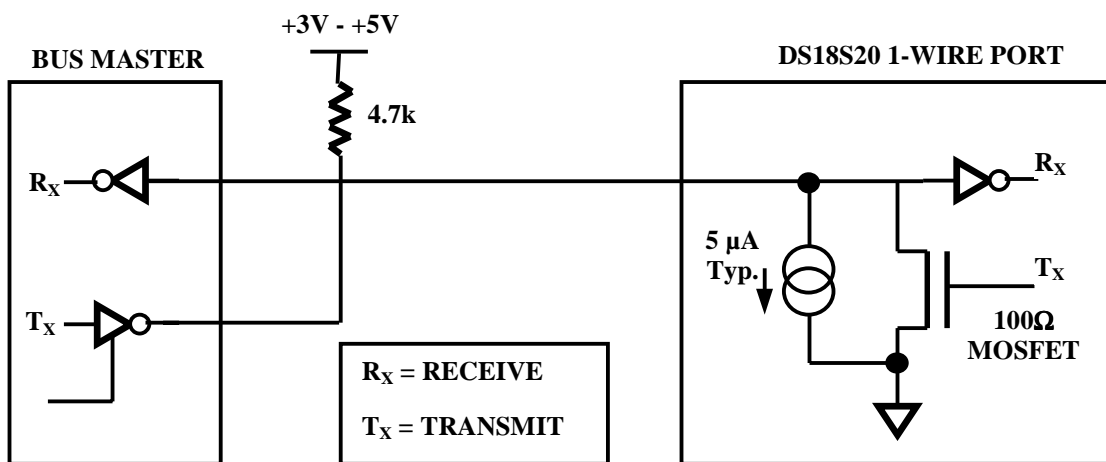 +3V - +5V
BUS MASTER
DS18S20 1-WIRE PORT
4.7k
RX
RX
5 µA
Typ.
TX
TX
100Ω
MOSFET
RX = RECEIVE
TX = TRANSMIT